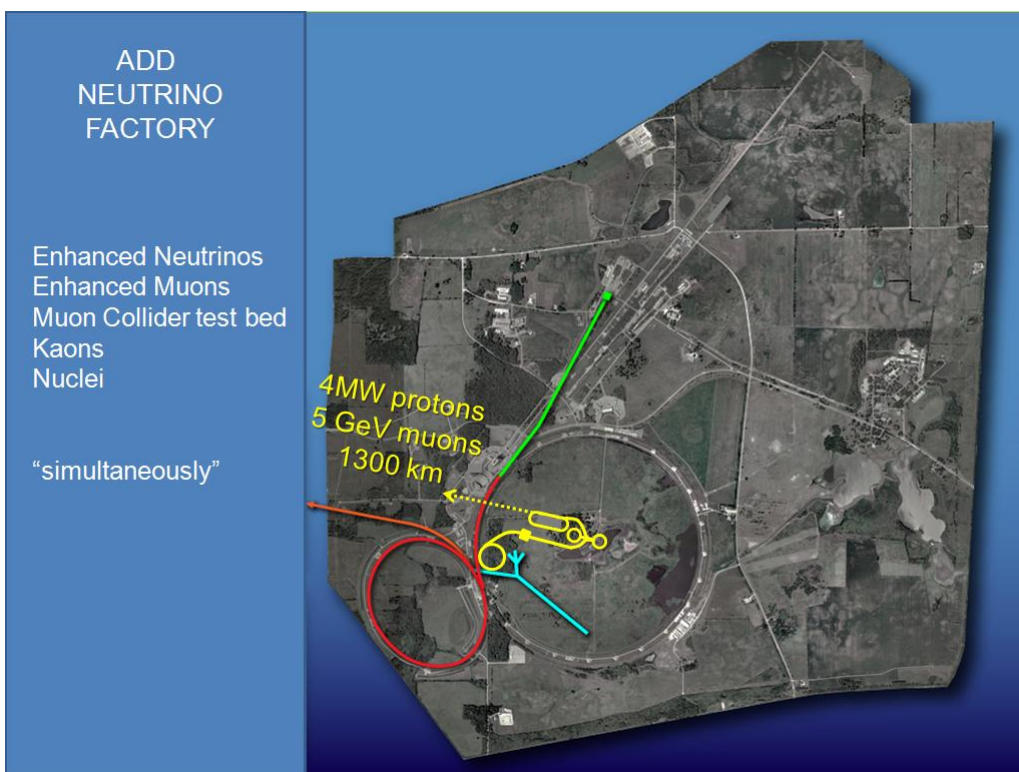 ADD
NEUTRINO
FACTORY
Enhanced Neutrinos
Enhanced Muons
Muon Collider test bed
Kaons
Nuclei
“simultaneously”
4MW protons
5 GeV muons
1300 km